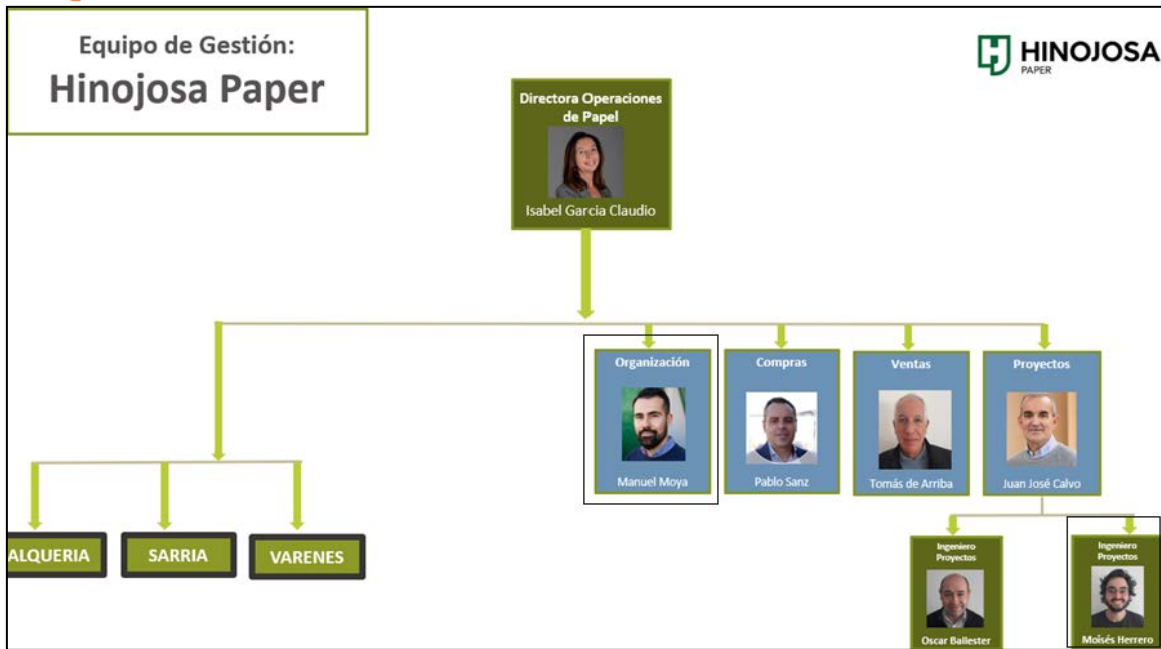 Equipo de Gestión:
Hinojosa Paper
HINOJOSA
PAPER
Directora Operaciones
de Papel
Isabel Garcia Claudio
Organización
Manuel Moya
Compras
Pablo Sanz
Ventas
Tomás de Arriba
Proyectos
Juan José Calvo
ALQUERIA
SARRIA
VARENES
Ingeniero
Proyectos
Oscar Ballester
Ingeniero
Proyectos
Moisés Herrero